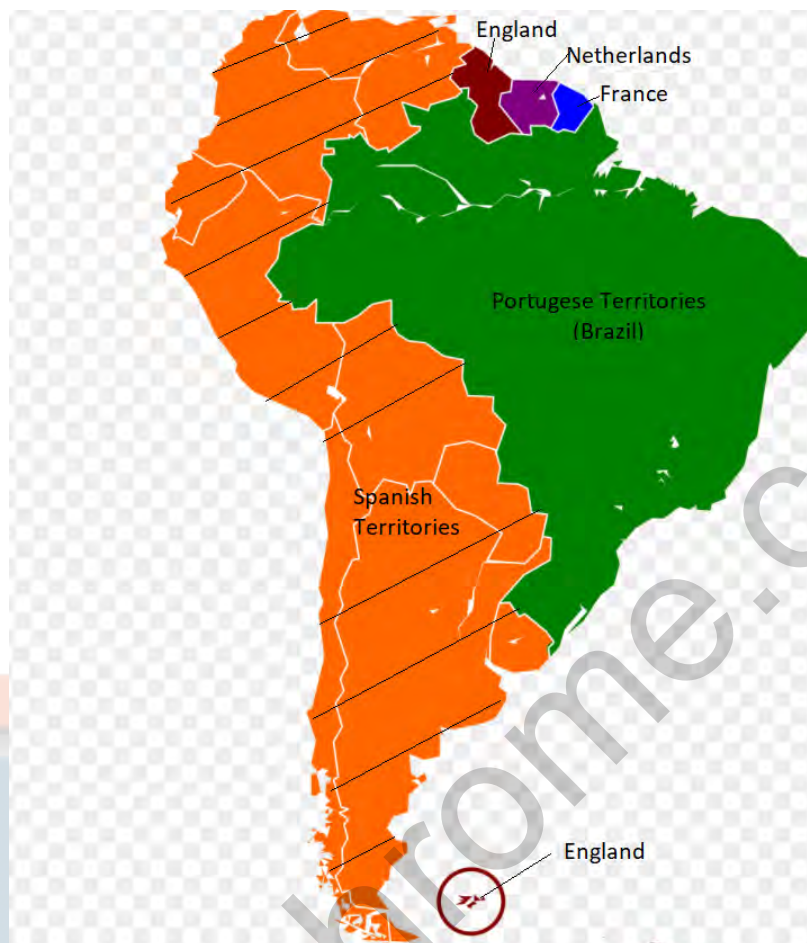 England
Netherlands
France
Portugese Territories
(Brazil)
Spanish
Territories
England